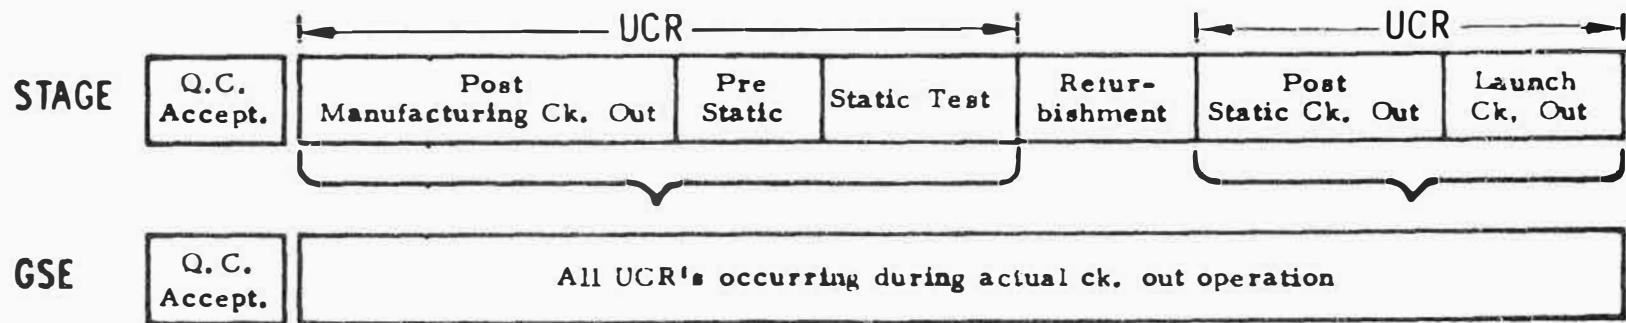 UCR UCR
STAGE
Q.C.
Accept.
Post
Manufacturing Ck. Out
Pre
Static
Static Test
Refur-
bishment
Post
Static Ck. Out
Launch
Ck. Out
GSE
Q.C.
Accept.
All UCR's occurring during actual ck. out operation